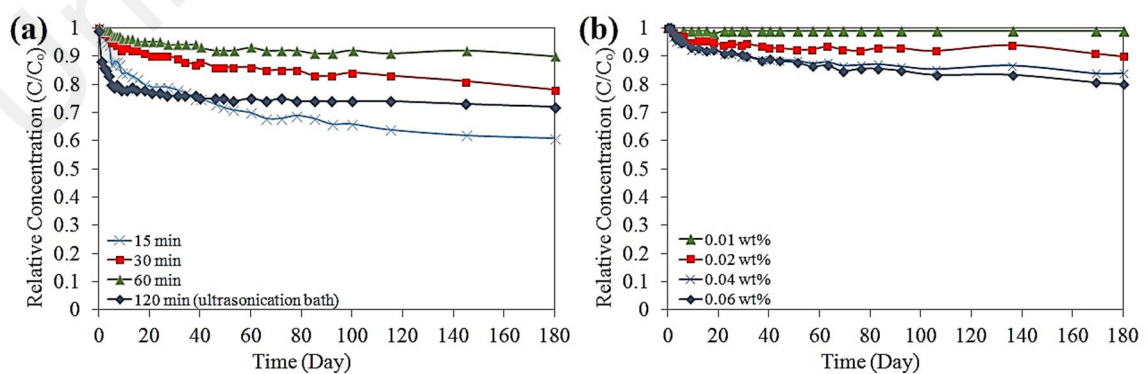 (a)
Relative Concentration (C/Co)
1
0.9
0.8
0.7
0.6
0.5
0.4
0.3
0.2
0.1
0
15 min
30 min
60 min
120 min (ultrasonication bath)
0 20 40 60 80 100 120 140 160 180
Time (Day)
(b)
Relative Concentration (C/Co)
1
0.9
0.8
0.7
0.6
0.5
0.4
0.3
0.2
0.1
0
0.01 wt%
0.02 wt%
0.04 wt%
0.06 wt%
0 20 40 60 80 100 120 140 160 180
Time (Day)